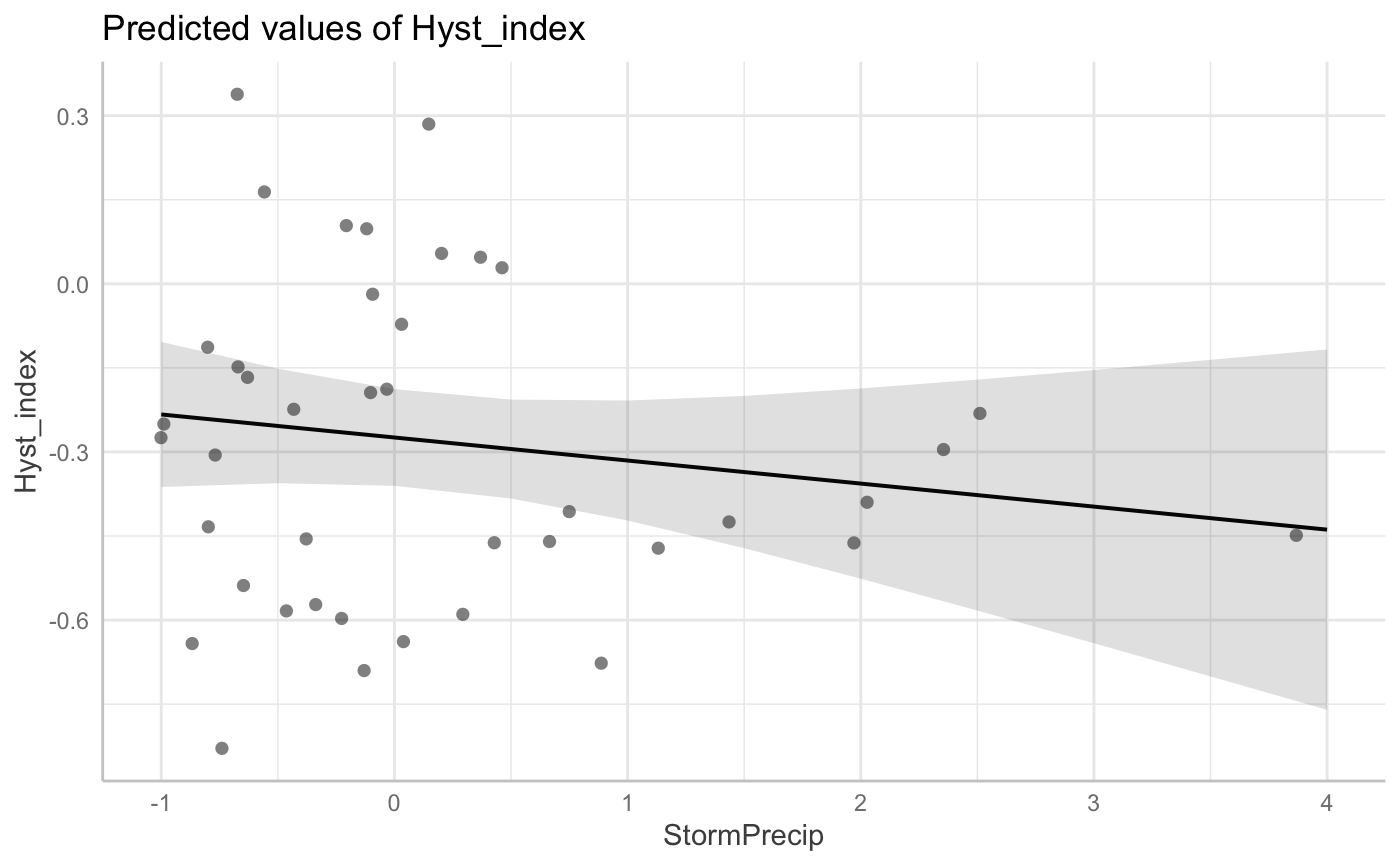 Predicted values of Hyst_index
0.3
0.0
-0.3
-0.6
Hyst_index
-1 0 1 2 3 4
StormPrecip